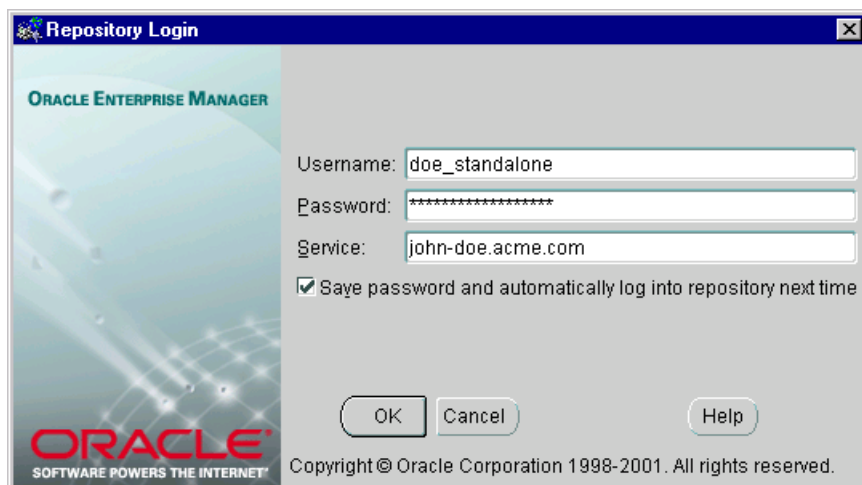 Repository Login
ORACLE ENTERPRISE MANAGER
Username: doe_standalone
Password: ******************
Service: john-doe.acme.com
Save password and automatically log into repository next time
OK Cancel Help
ORACLE®
SOFTWARE POWERS THE INTERNET™
Copyright © Oracle Corporation 1998-2001. All rights reserved.